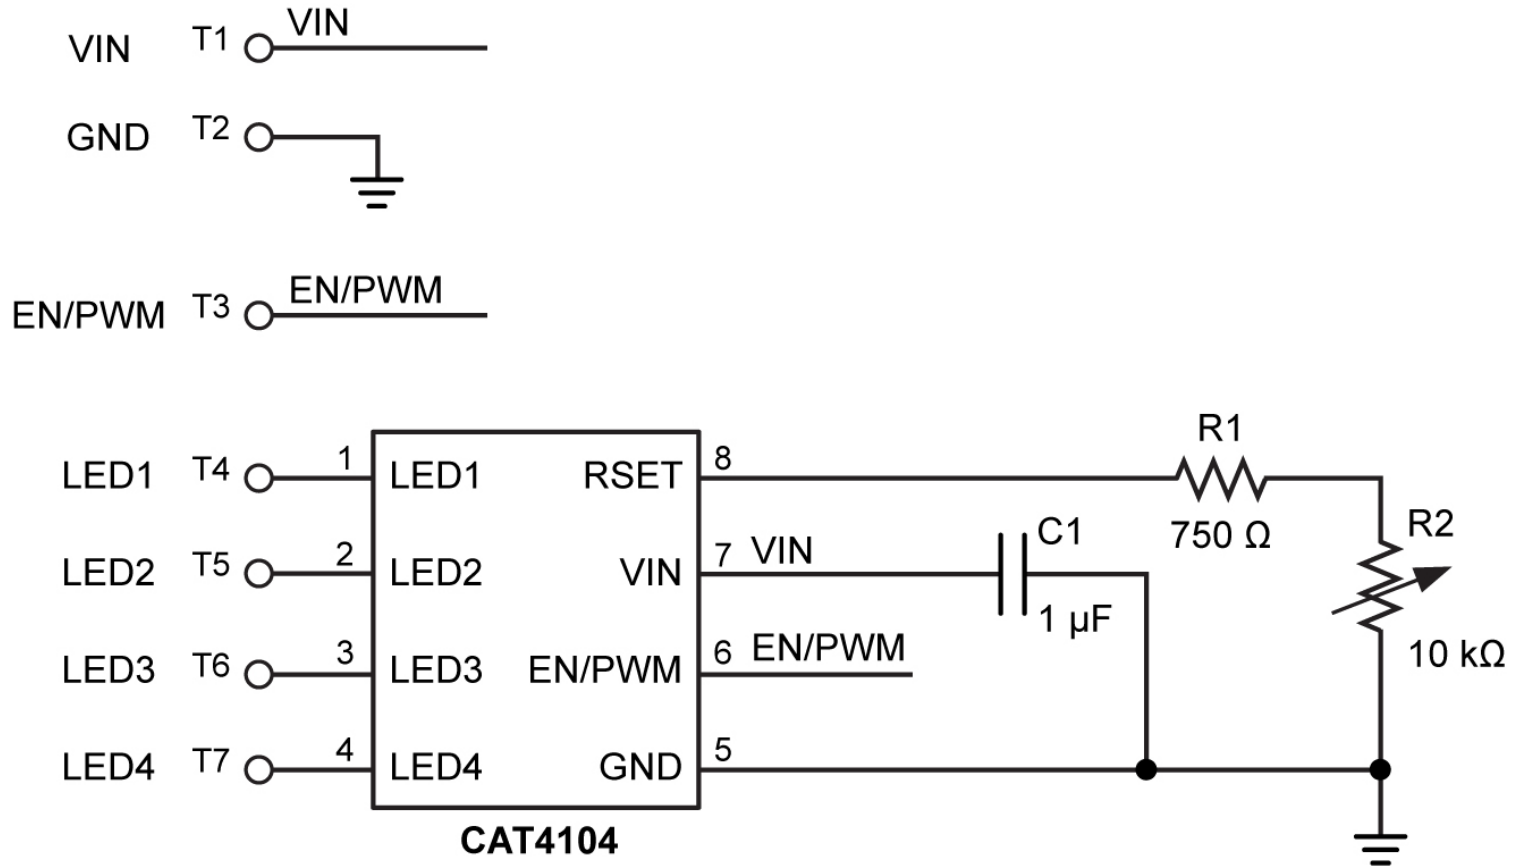 VIN T1 VIN
GND T2
EN/PWM T3 EN/PWM
R1
LED1 T4 1 LED1 RSET 8
750 Ω
R2
C1
LED2 T5 2 LED2 VIN 7 VIN
1 µF
10 kΩ
LED3 T6 3 LED3 EN/PWM 6 EN/PWM
LED4 T7 4 LED4 GND 5
CAT4104